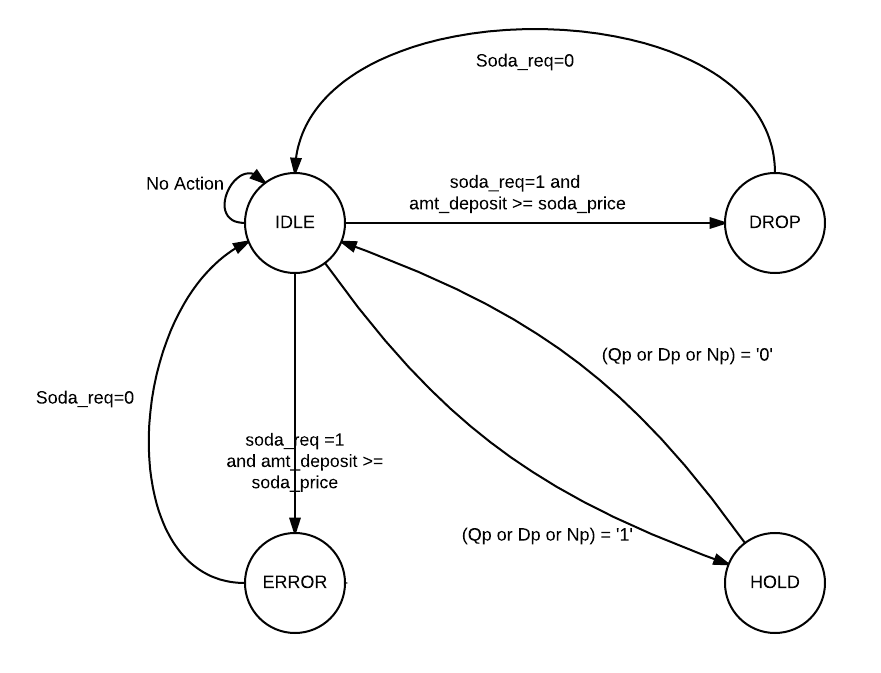 Soda_req=0
No Action
soda_req=1 and
amt_deposit >= soda_price
IDLE
DROP
(Qp or Dp or Np) = '0'
Soda_req=0
soda_req =1
and amt_deposit >=
soda_price
(Qp or Dp or Np) = '1'
ERROR
HOLD